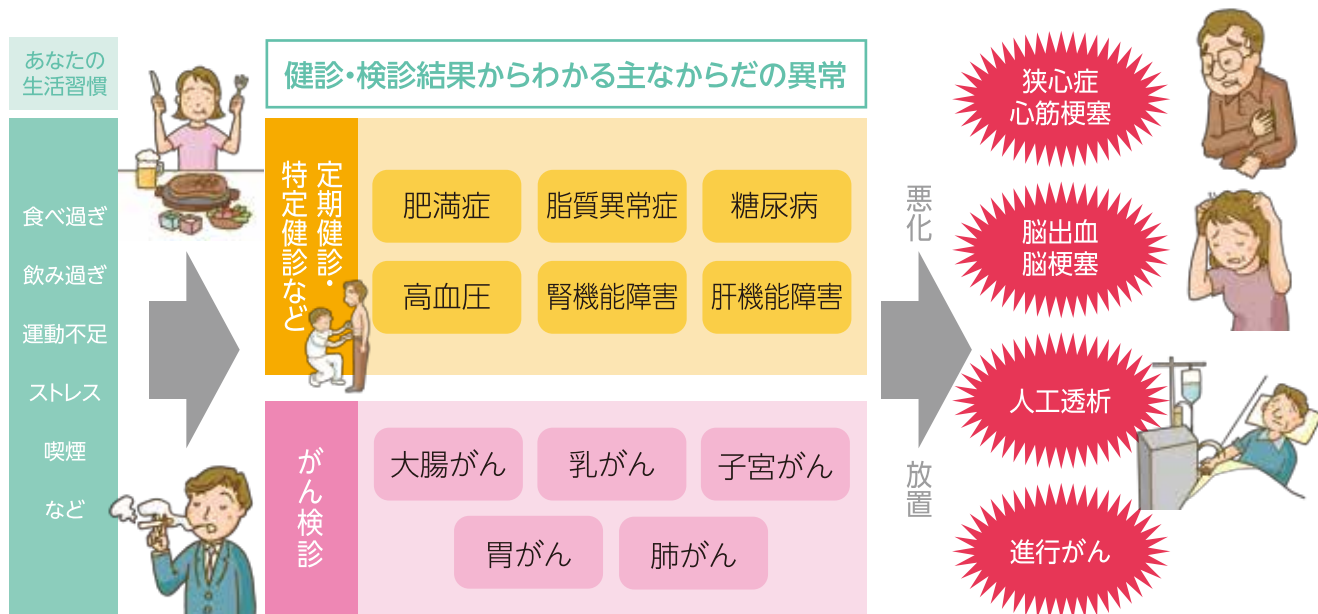 あなたの
生活習慣
食べ過ぎ
飲み過ぎ
運動不足
ストレス
喫煙
など
健診・検診結果からわかる主なからだの異常
定期健診・
特定健診など
肥満症
脂質異常症
糖尿病
高血圧
腎機能障害
肝機能障害
がん検診
大腸がん
乳がん
子宮がん
胃がん
肺がん
悪化
放置
狭心症
心筋梗塞
脳出血
脳梗塞
人工透析
進行がん